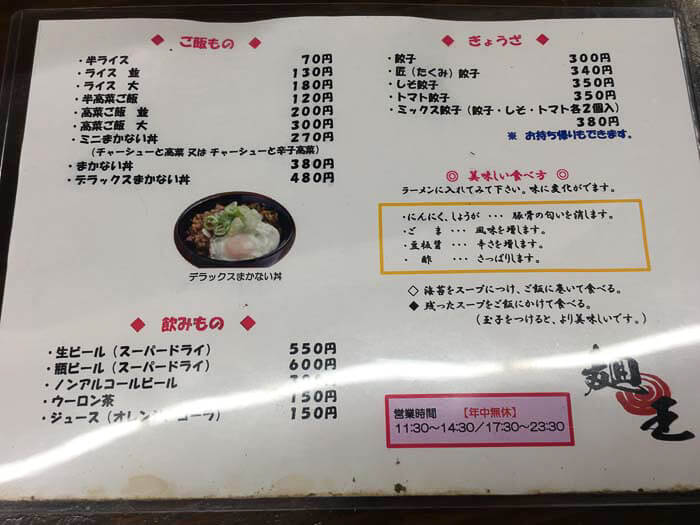 ◆ ご飯もの ◆
・半ライス 70円
・ライス 並 130円
・ライス 大 180円
・半高菜ご飯 120円
・高菜ご飯 並 200円
・高菜ご飯 大 300円
・ミニまかない丼 270円
(チャーシューと高菜 又は チャーシューと辛子高菜)
・まかない丼 380円
・デラックスまかない丼 480円
デラックスまかない丼
◆ 飲みもの ◆
・生ビール(スーパードライ) 550円
・瓶ビール(スーパードライ) 600円
・ノンアルコールビール
・ウーロン茶 150円
・ジュース(オレンジ・コーラ) 150円
◆ ぎょうざ ◆
・餃子 300円
・匠(たくみ)餃子 340円
・しそ餃子 350円
・トマト餃子 350円
・ミックス餃子(餃子・しそ・トマト各2個入)
380円
※ お持ち帰りもできます。
◎ 美味しい食べ方 ◎
ラーメンに入れてみて下さい。味に変化がでます。
・にんにく、しょうが ・・・ 豚骨の匂いを消します。
・ご ま ・・・ 風味を増します。
・豆板醤 ・・・ 辛さを増します。
・ 酢 ・・・ さっぱりします。
◇ 海苔をスープにつけ、ご飯に巻いて食べる。
◆ 残ったスープをご飯にかけて食べる。
(玉子をつけると、より美味しいです。)
営業時間 【年中無休】
11:30～14:30/17:30～23:30